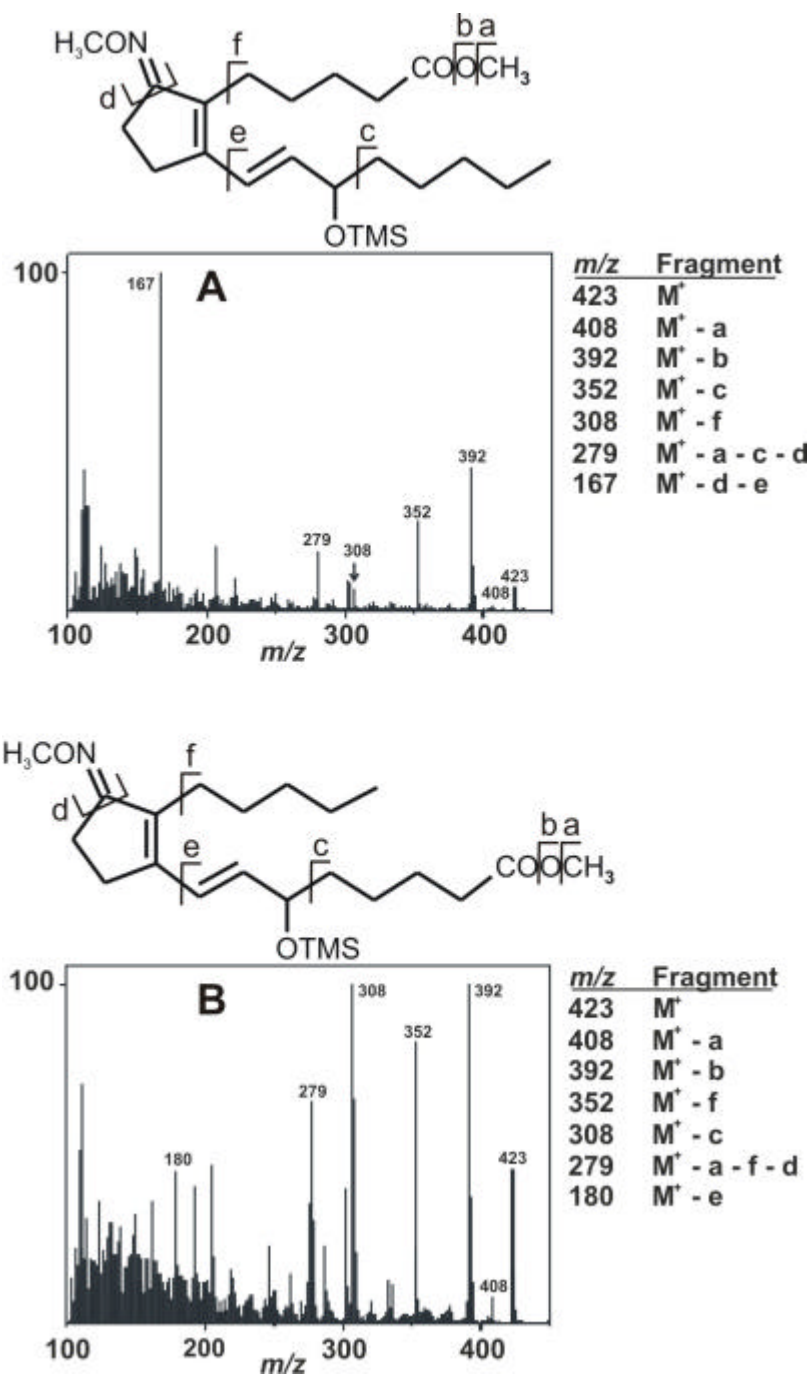 H₃CON
f
b a
COOCH₃
d
e
c
OTMS
100
A
167
279
308
352
392
408
423
100 200 300 400
m/z
m/z Fragment
423 M⁺
408 M⁺ - a
392 M⁺ - b
352 M⁺ - c
308 M⁺ - f
279 M⁺ - a - c - d
167 M⁺ - d - e
H₃CON
f
d
b a
COOCH₃
e
c
OTMS
100
B
180
279
308
352
392
408
423
100 200 300 400
m/z
m/z Fragment
423 M⁺
408 M⁺ - a
392 M⁺ - b
352 M⁺ - f
308 M⁺ - c
279 M⁺ - a - f - d
180 M⁺ - e